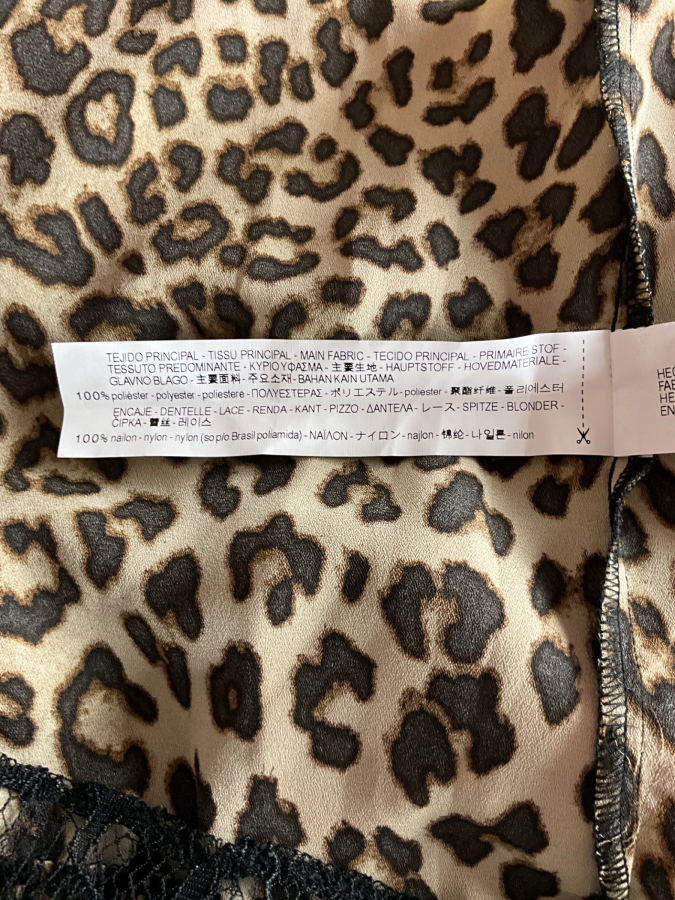 TEJIDO PRINCIPAL - TISSU PRINCIPAL - MAIN FABRIC - TECIDO PRINCIPAL - PRIMAIRE STOF -
TESSUTO PREDOMINANTE - ΚΥΡΙΟ ΥΦΑΣΜΑ - 主要生地 - HAUPTSTOFF - HOVEDMATERIALE -
GLAVNO BLAGO - 主要面料 - 주요소재 - BAHAN KAIN UTAMA
100% poliéster - polyester - poliestere - ΠΟΛΥΕΣΤΕΡΑΣ - ポリエステル - poliester - 聚酯纤维 - 폴리에스터
ENCAJE - DENTELLE - LACE - RENDA - KANT - PIZZO - ΔΑΝΤΕΛΑ - レース - SPITZE - BLONDER -
ČIPKA - 蕾丝 - 레이스
100% nailon - nylon - nylon (so p/o Brasil poliamida) - ΝΑΪΛΟΝ - ナイロン - najlon - 锦纶 - 나일론 - nilon